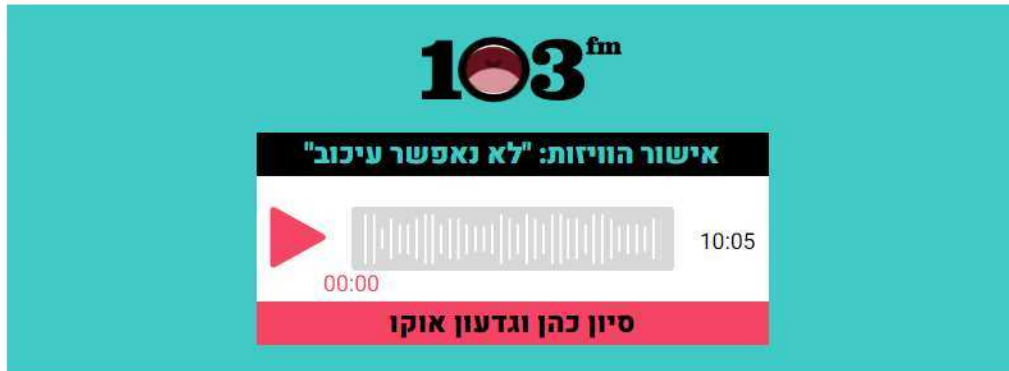 103fm
אישור הוויזות: "לא נאפשר עיכוב"
10:05
00:00
סיון כהן וגדעון אוקו